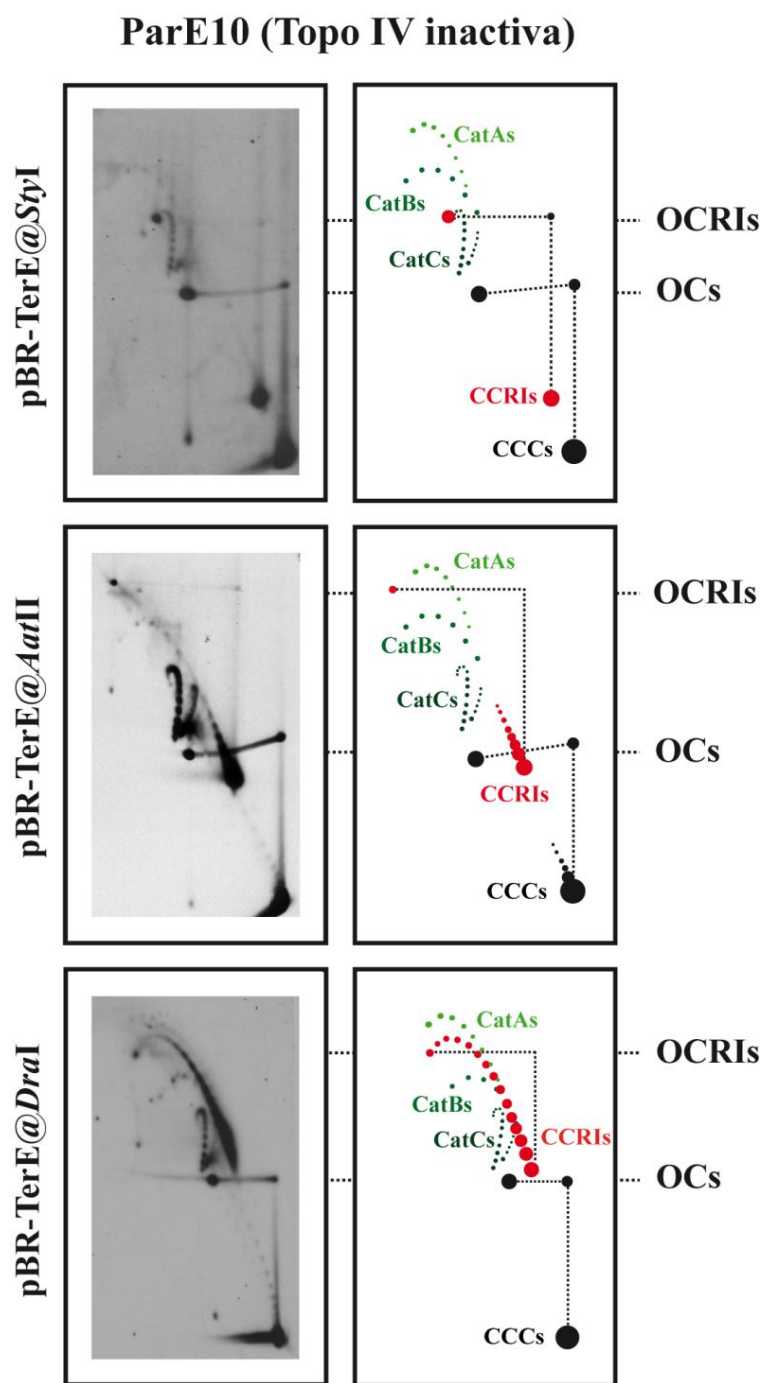 ParE10 (Topo IV inactiva)
pBR-TerE@StyI
CatAs
CatBs
CatCs
CCRIs
CCCs
OCRIs
OCs
pBR-TerE@AatII
CatAs
CatBs
CatCs
CCRIs
CCCs
OCRIs
OCs
pBR-TerE@DraI
CatAs
CatBs
CatCs
CCRIs
CCCs
OCRIs
OCs